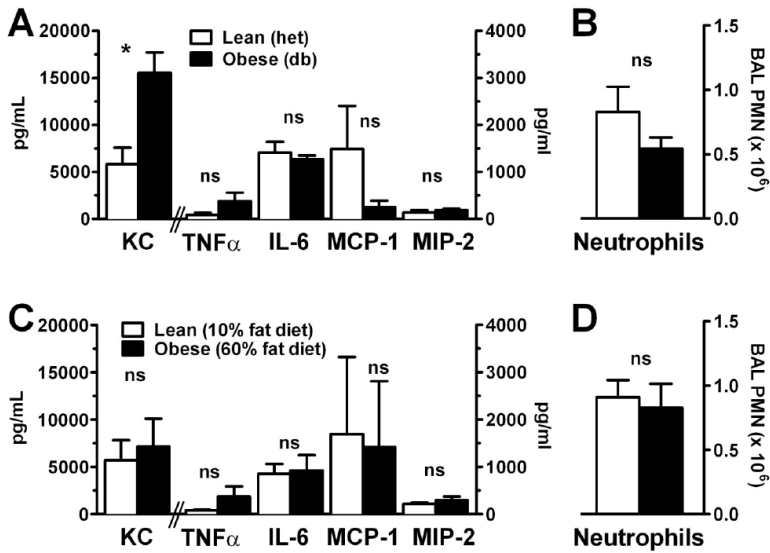 A
B
Lean (het)
Obese (db)
20000
15000
10000
5000
0
pg/mL
4000
3000
2000
1000
0
pg/ml
*
ns
ns
ns
ns
KC
TNFα
IL-6
MCP-1
MIP-2
ns
1.5
1.0
0.5
0.0
BAL PMN (x 10⁶)
Neutrophils
C
D
Lean (10% fat diet)
Obese (60% fat diet)
20000
15000
10000
5000
0
pg/mL
4000
3000
2000
1000
0
pg/ml
ns
ns
ns
ns
ns
KC
TNFα
IL-6
MCP-1
MIP-2
ns
1.5
1.0
0.5
0.0
BAL PMN (x 10⁶)
Neutrophils